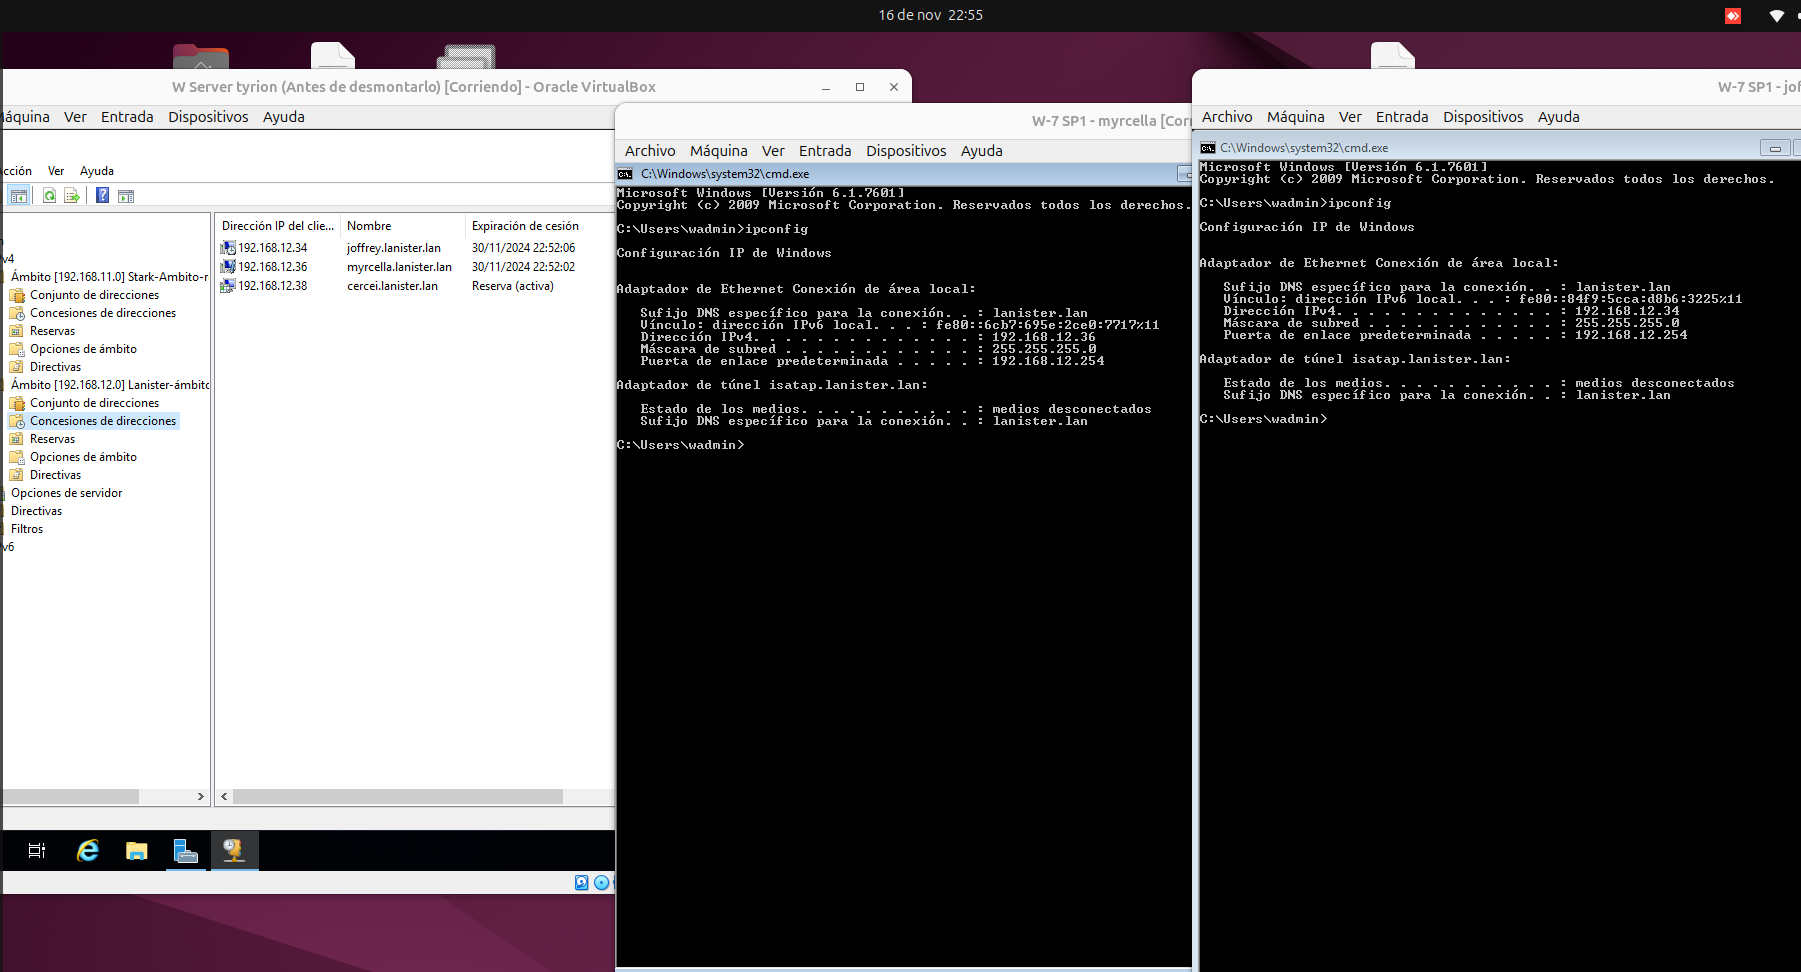 16 de nov 22:55
W Server tyrion (Antes de desmontarlo) [Corriendo] - Oracle VirtualBox
Máquina Ver Entrada Dispositivos Ayuda
Acción Ver Ayuda
v4
Ámbito [192.168.11.0] Stark-Ambito-r
Conjunto de direcciones
Concesiones de direcciones
Reservas
Opciones de ámbito
Directivas
Ámbito [192.168.12.0] Lanister-ámbito
Conjunto de direcciones
Concesiones de direcciones
Reservas
Opciones de ámbito
Directivas
Opciones de servidor
Directivas
Filtros
v6
Dirección IP del clie... Nombre Expiración de cesión
192.168.12.34 joffrey.lanister.lan 30/11/2024 22:52:06
192.168.12.36 myrcella.lanister.lan 30/11/2024 22:52:02
192.168.12.38 cercei.lanister.lan Reserva (activa)
W-7 SP1 - myrcella [Corri
Archivo Máquina Ver Entrada Dispositivos Ayuda
C:\Windows\system32\cmd.exe
Microsoft Windows [Versión 6.1.7601]
Copyright (c) 2009 Microsoft Corporation. Reservados todos los derechos.
C:\Users\wadmin>ipconfig
Configuración IP de Windows
Adaptador de Ethernet Conexión de área local:
Sufijo DNS específico para la conexión. . : lanister.lan
Vínculo: dirección IPv6 local. . . : fe80::6cb7:695e:2ce0:7717%11
Dirección IPv4. . . . . . . . . . . . . . : 192.168.12.36
Máscara de subred . . . . . . . . . . . . : 255.255.255.0
Puerta de enlace predeterminada . . . . . : 192.168.12.254
Adaptador de túnel isatap.lanister.lan:
Estado de los medios. . . . . . . . . . . : medios desconectados
Sufijo DNS específico para la conexión. . : lanister.lan
C:\Users\wadmin>
W-7 SP1 - jof
Archivo Máquina Ver Entrada Dispositivos Ayuda
C:\Windows\system32\cmd.exe
Microsoft Windows [Versión 6.1.7601]
Copyright (c) 2009 Microsoft Corporation. Reservados todos los derechos.
C:\Users\wadmin>ipconfig
Configuración IP de Windows
Adaptador de Ethernet Conexión de área local:
Sufijo DNS específico para la conexión. . : lanister.lan
Vínculo: dirección IPv6 local. . . : fe80::84f9:5cca:d8b6:3225%11
Dirección IPv4. . . . . . . . . . . . . . : 192.168.12.34
Máscara de subred . . . . . . . . . . . . : 255.255.255.0
Puerta de enlace predeterminada . . . . . : 192.168.12.254
Adaptador de túnel isatap.lanister.lan:
Estado de los medios. . . . . . . . . . . : medios desconectados
Sufijo DNS específico para la conexión. . : lanister.lan
C:\Users\wadmin>